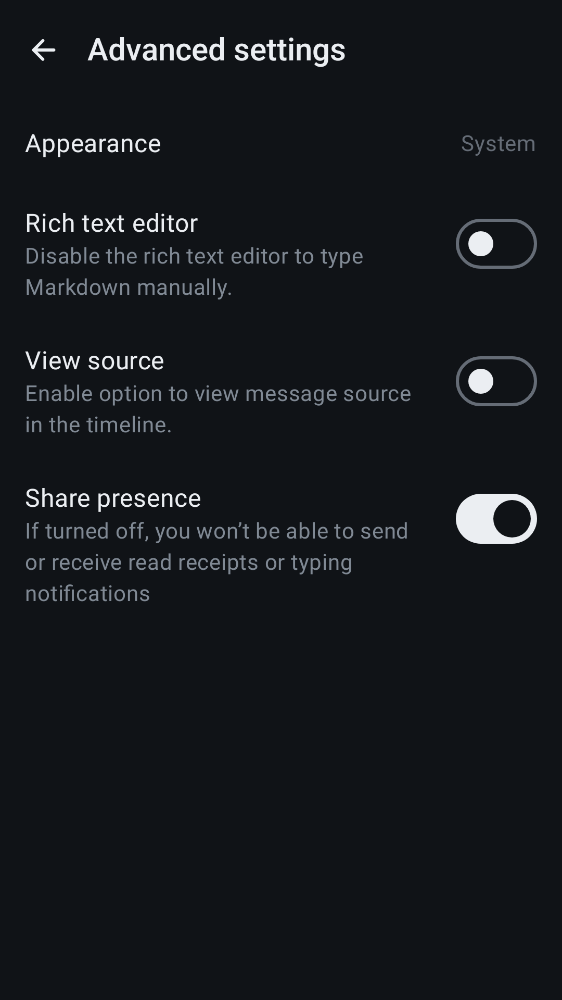 Advanced settings
Appearance
System
Rich text editor
Disable the rich text editor to type
Markdown manually.
View source
Enable option to view message source
in the timeline.
Share presence
If turned off, you won’t be able to send
or receive read receipts or typing
notifications